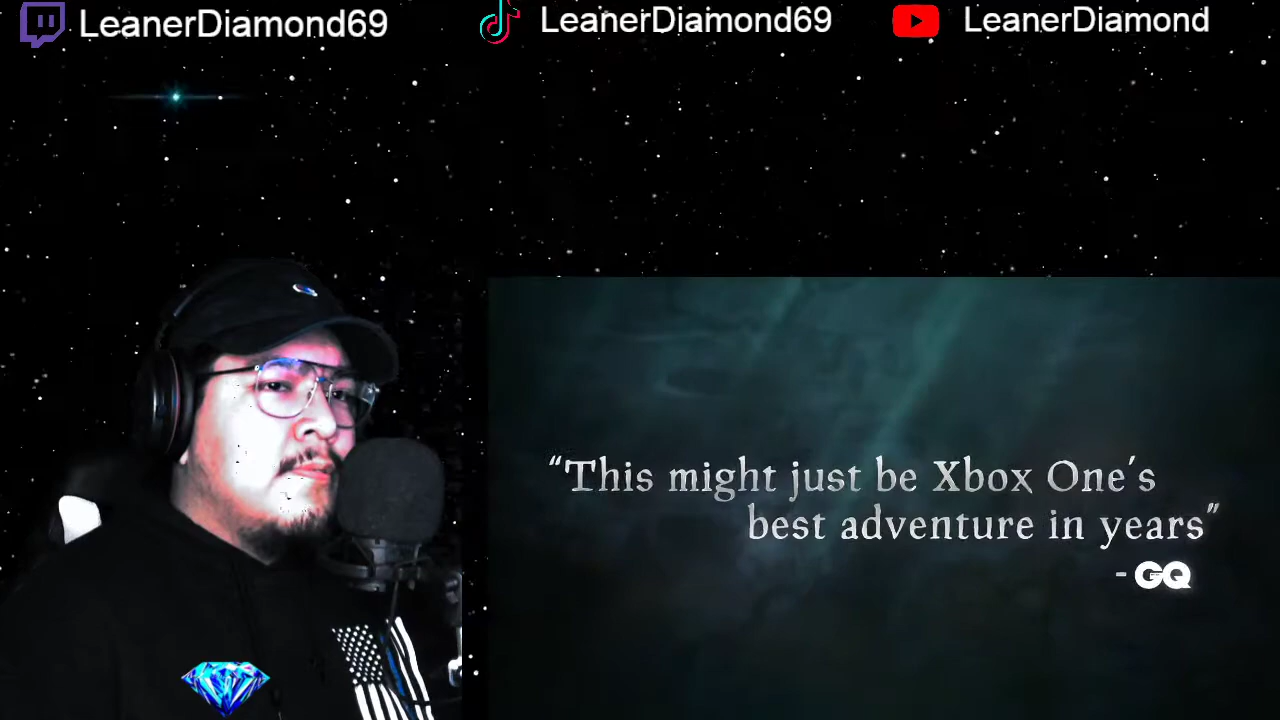 LeanerDiamond69
LeanerDiamond69
LeanerDiamond
“This might just be Xbox One's
best adventure in years”
- GQ